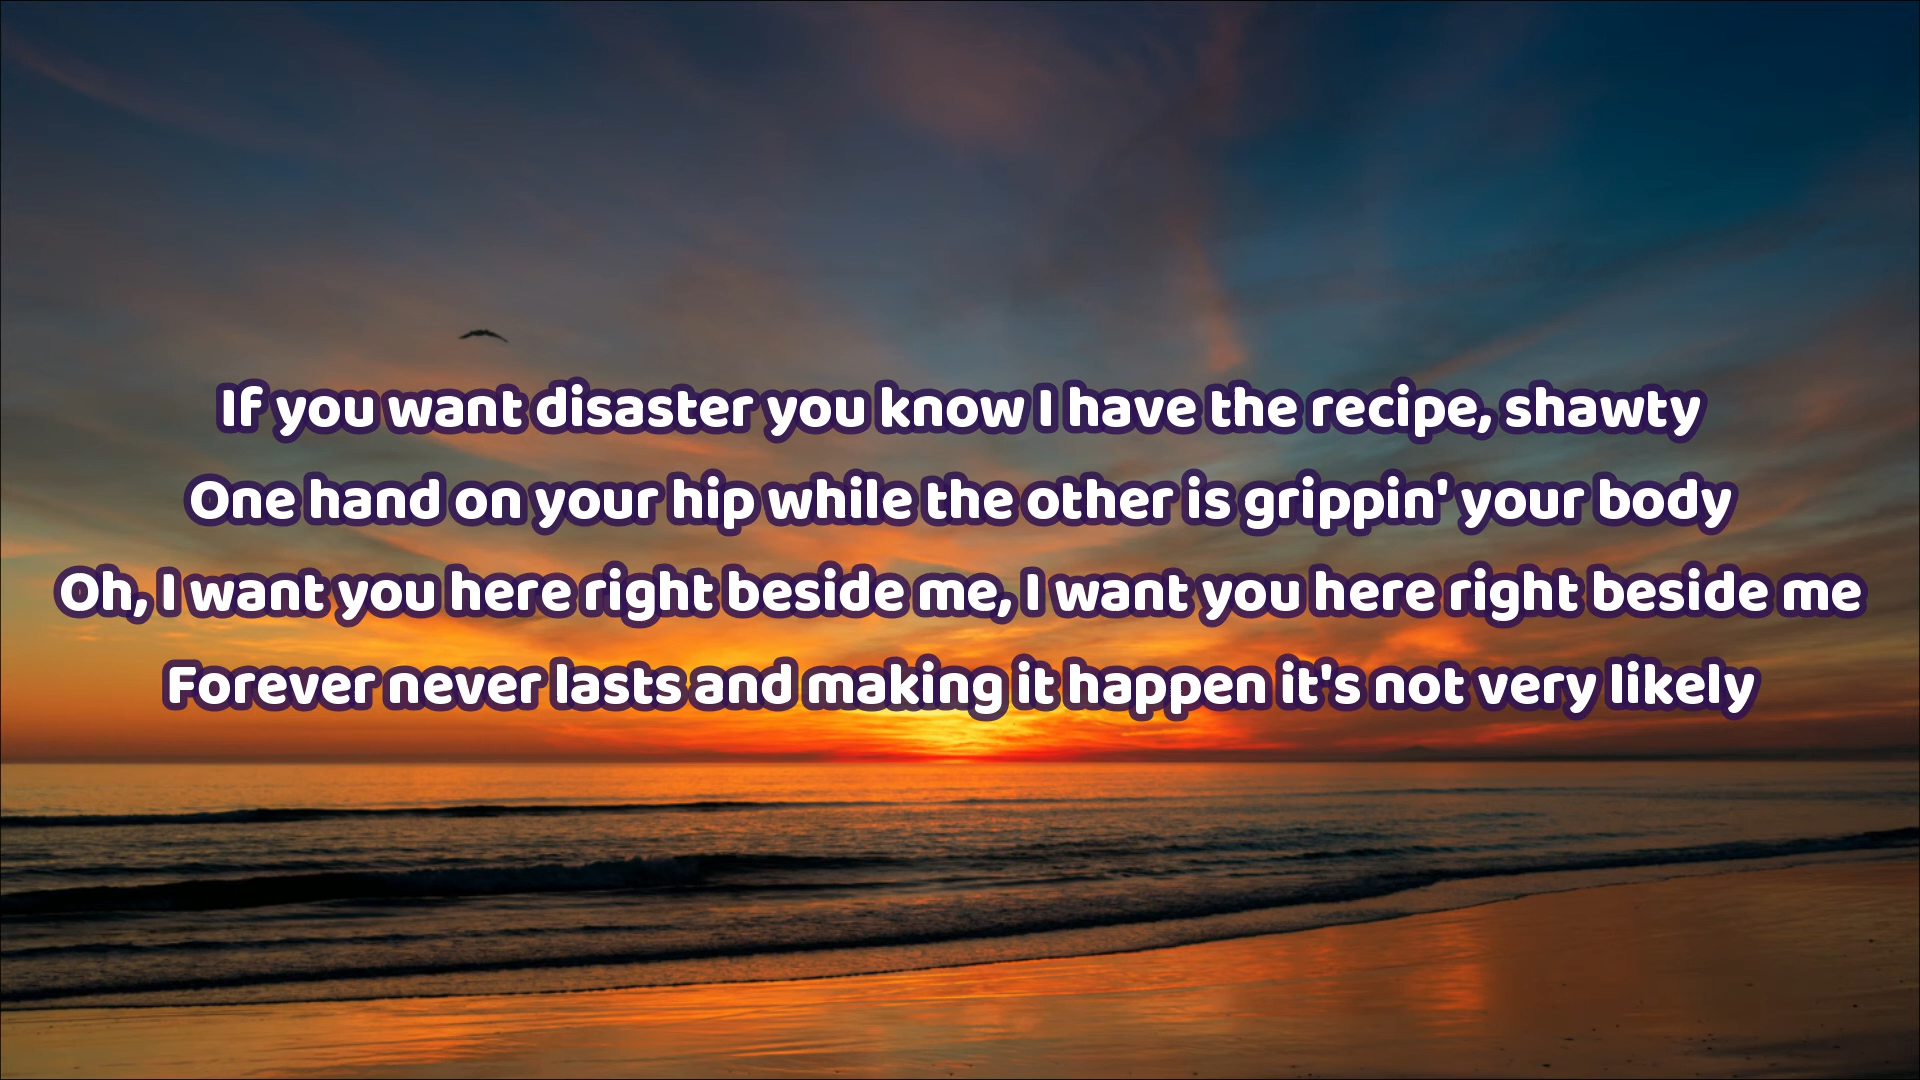 If you want disaster you know I have the recipe, shawty
One hand on your hip while the other is grippin' your body
Oh, I want you here right beside me, I want you here right beside me
Forever never lasts and making it happen it's not very likely